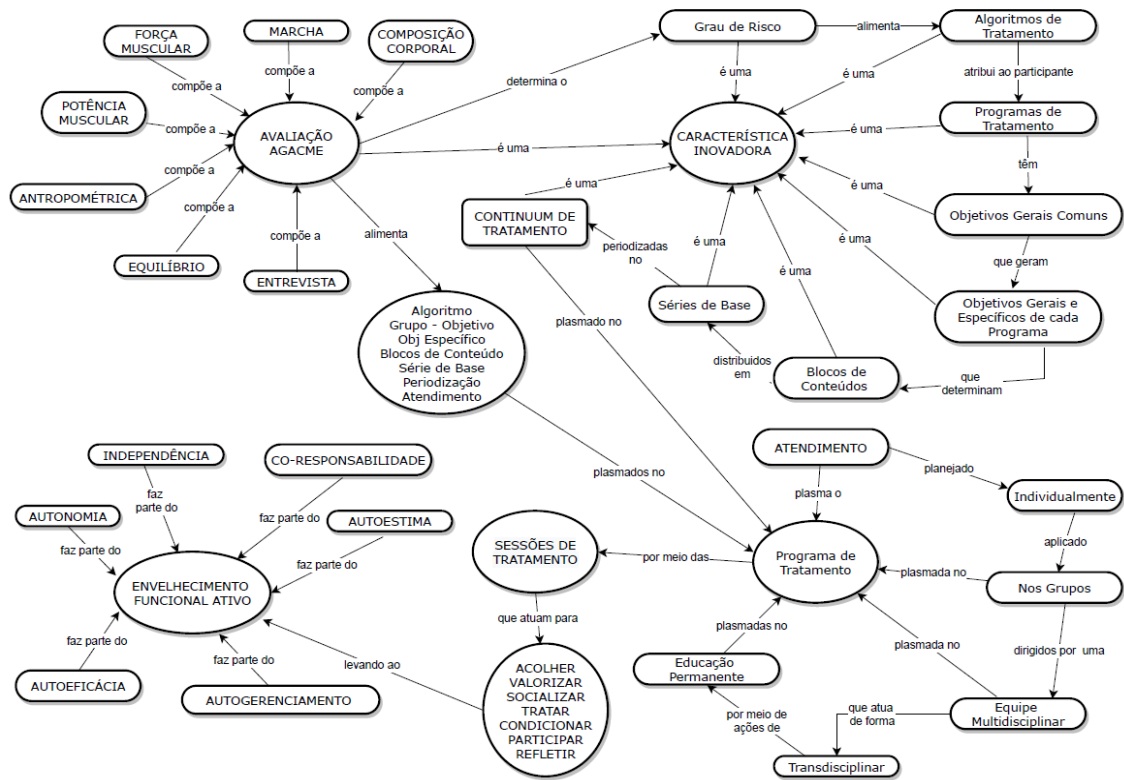 FORÇA
MUSCULAR
MARCHA
COMPOSIÇÃO
CORPORAL
compõe a
compõe a
compõe a
POTÊNCIA
MUSCULAR
compõe a
AVALIAÇÃO
AGACME
compõe a
ANTROPOMÉTRICA
compõe a
EQUILÍBRIO
compõe a
ENTREVISTA
determina o
é uma
alimenta
Grau de Risco
alimenta
Algoritmos de
Tratamento
é uma
é uma
atribui ao participante
CARACTERÍSTICA
INOVADORA
é uma
Programas de
Tratamento
têm
é uma
CONTINUUM DE
TRATAMENTO
é uma
Objetivos Gerais Comuns
periodizadas
no
é uma
é uma
que geram
é uma
Séries de Base
Objetivos Gerais e
Específicos de cada
Programa
plasmado no
distribuidos
em
Blocos de
Conteúdos
que
determinam
Algoritmo
Grupo - Objetivo
Obj Específico
Blocos de Conteúdo
Série de Base
Periodização
Atendimento
plasmados no
INDEPENDÊNCIA
CO-RESPONSABILIDADE
faz
parte do
AUTONOMIA
faz parte do
faz parte do
AUTOESTIMA
faz parte do
ENVELHECIMENTO
FUNCIONAL ATIVO
faz parte do
AUTOEFICÁCIA
faz parte do
AUTOGERENCIAMENTO
levando ao
SESSÕES DE
TRATAMENTO
por meio das
que atuam para
ACOLHER
VALORIZAR
SOCIALIZAR
TRATAR
CONDICIONAR
PARTICIPAR
REFLETIR
ATENDIMENTO
planejado
plasma o
Individualmente
aplicado
Programa de
Tratamento
plasmada no
Nos Grupos
plasmadas no
plasmada no
dirigidos por uma
Educação
Permanente
Equipe
Multidisciplinar
que atua
de forma
por meio de
ações de
Transdisciplinar